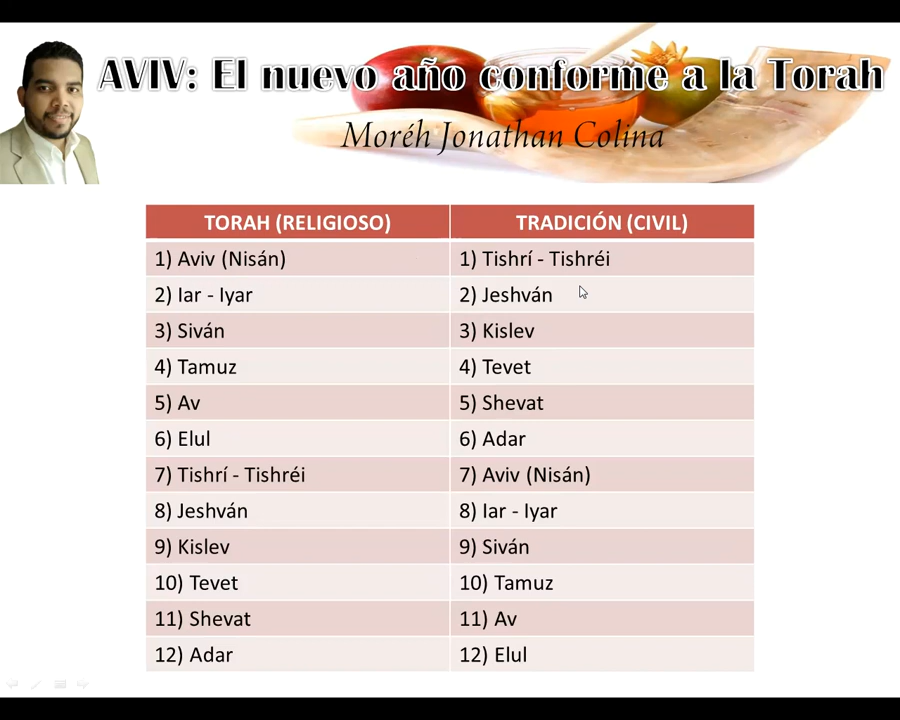 AVIV: El nuevo año conforme a la Torah
Moréh Jonathan Colina
TORAH (RELIGIOSO) TRADICIÓN (CIVIL)
1) Aviv (Nisán) 1) Tishrí - Tishréi
2) Iar - Iyar 2) Jeshván
3) Siván 3) Kislev
4) Tamuz 4) Tevet
5) Av 5) Shevat
6) Elul 6) Adar
7) Tishrí - Tishréi 7) Aviv (Nisán)
8) Jeshván 8) Iar - Iyar
9) Kislev 9) Siván
10) Tevet 10) Tamuz
11) Shevat 11) Av
12) Adar 12) Elul